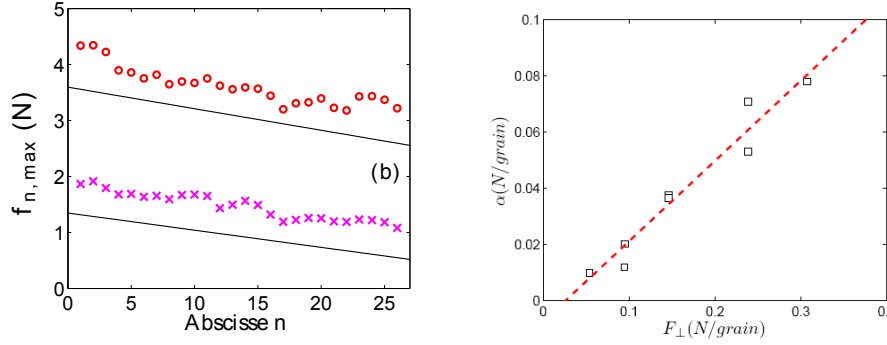 5
4
3
2
1
0
0 5 10 15 20 25
f n,max (N)
(b)
Abscisse n
0.1
0.08
0.06
0.04
0.02
0
0 0.1 0.2 0.3 0.
α(N/grain)
F⊥(N/grain)